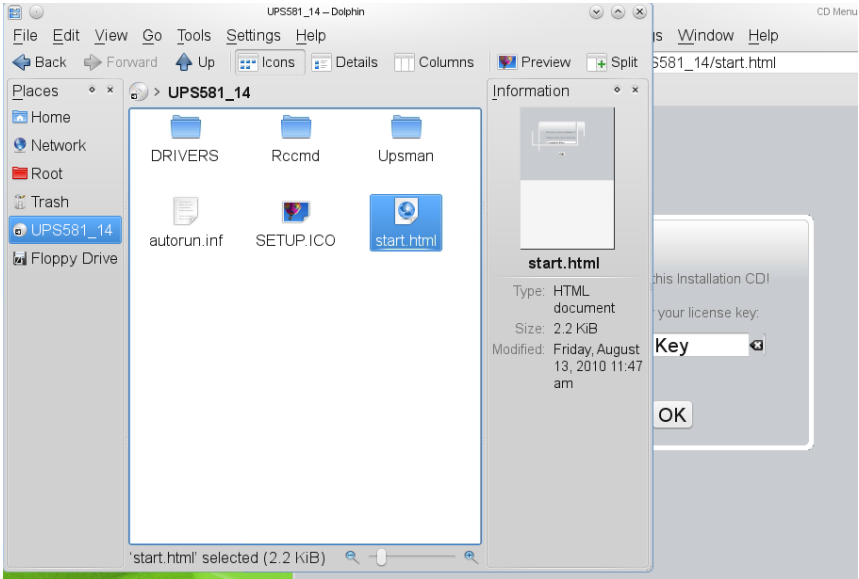 UPS581_14 – Dolphin
CD Menu
File Edit View Go Tools Settings Help
Window Help
Back Forward Up Icons Details Columns Preview Split
S581_14/start.html
Places
UPS581_14
Information
Home
Network
Root
Trash
UPS581_14
Floppy Drive
DRIVERS
Rccmd
Upsman
autorun.inf
SETUP.ICO
start.html
start.html
Type: HTML
document
Size: 2.2 KiB
Modified: Friday, August
13, 2010 11:47
am
this Installation CD!
your license key:
Key
OK
'start.html' selected (2.2 KiB)